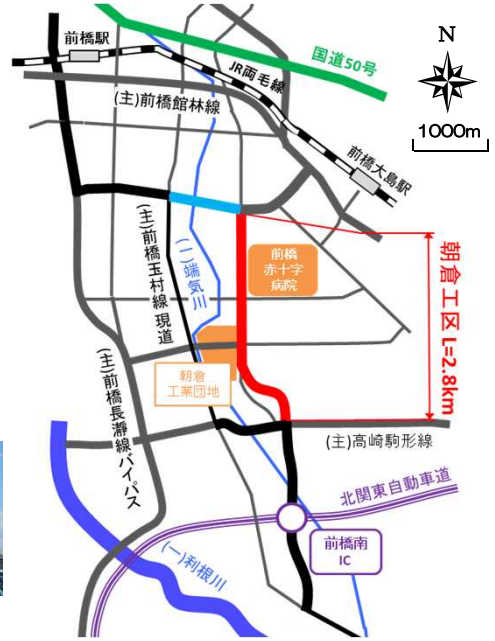 前橋駅
国道50号
JR両毛線
N
(主)前橋館林線
1000m
前橋大島駅
(主)前橋玉村線 現道
(一)端気川
前橋
赤十字
病院
朝倉工区 L=2.8km
朝倉
工業団地
(主)前橋長瀞線バイパス
(主)高崎駒形線
北関東自動車道
前橋南
IC
(一)利根川